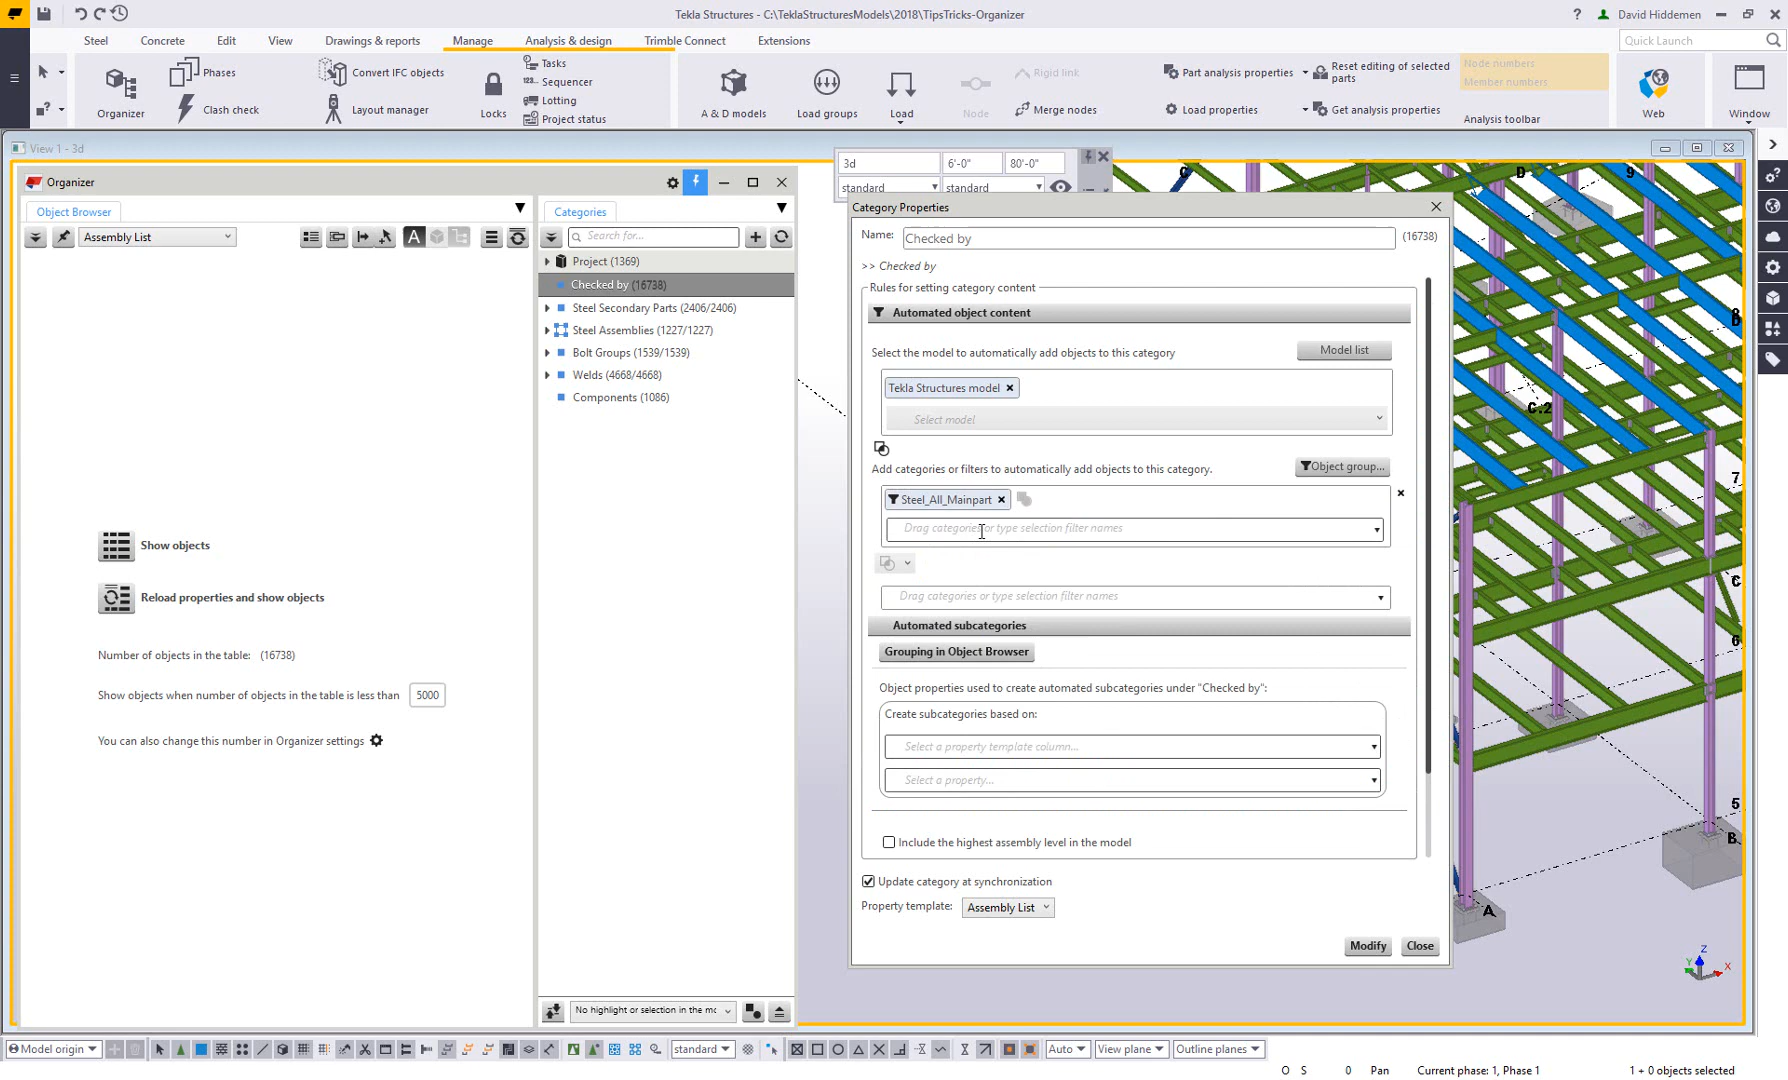 Tekla Structures - C:\TeklaStructuresModels\2018\TipsTricks-Organizer
? David Hiddemen
Steel Concrete Edit View Drawings & reports Manage Analysis & design Trimble Connect Extensions
Quick Launch
Organizer
Phases
Clash check
Convert IFC objects
Layout manager
Locks
Tasks
123... Sequencer
Lotting
Project status
A & D models
Load groups
Load
Node
Rigid link
Merge nodes
Part analysis properties
Load properties
Reset editing of selected
parts
Get analysis properties
Node numbers
Member numbers
Analysis toolbar
Web
Window
View 1 - 3d
3d 6'-0" 80'-0"
standard standard
Organizer
Object Browser
Assembly List
A
Show objects
Reload properties and show objects
Number of objects in the table: (16738)
Show objects when number of objects in the table is less than 5000
You can also change this number in Organizer settings
Categories
Search for...
Project (1369)
Checked by (16738)
Steel Secondary Parts (2406/2406)
Steel Assemblies (1227/1227)
Bolt Groups (1539/1539)
Welds (4668/4668)
Components (1086)
No highlight or selection in the mc
Category Properties
Name: Checked by (16738)
>> Checked by
Rules for setting category content
Automated object content
Select the model to automatically add objects to this category
Model list
Tekla Structures model
Select model
Add categories or filters to automatically add objects to this category.
Object group...
Steel_All_Mainpart
Drag categories or type selection filter names
Drag categories or type selection filter names
Automated subcategories
Grouping in Object Browser
Object properties used to create automated subcategories under "Checked by":
Create subcategories based on:
Select a property template column...
Select a property...
Include the highest assembly level in the model
Update category at synchronization
Property template: Assembly List
Modify Close
C D 9
C.2
7
C
6
5
B
A
Z
Y X
Model origin
standard
Auto View plane Outline planes
O S 0 Pan Current phase: 1, Phase 1 1 + 0 objects selected